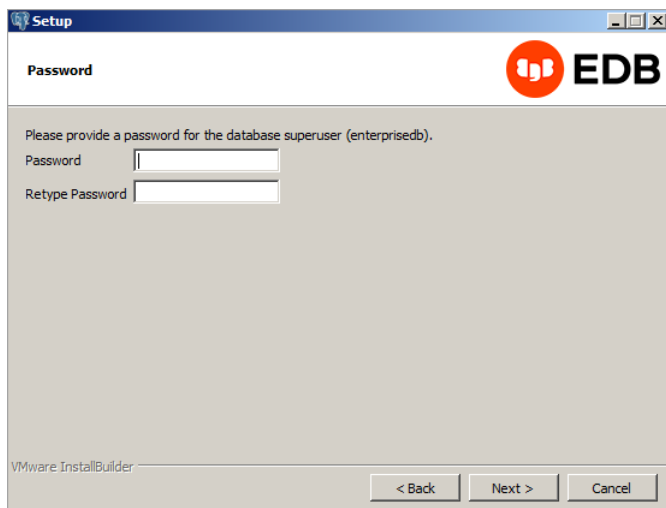 Setup
Password
EDB
Please provide a password for the database superuser (enterprisedb).
Password
Retype Password
VMware InstallBuilder
< Back Next > Cancel